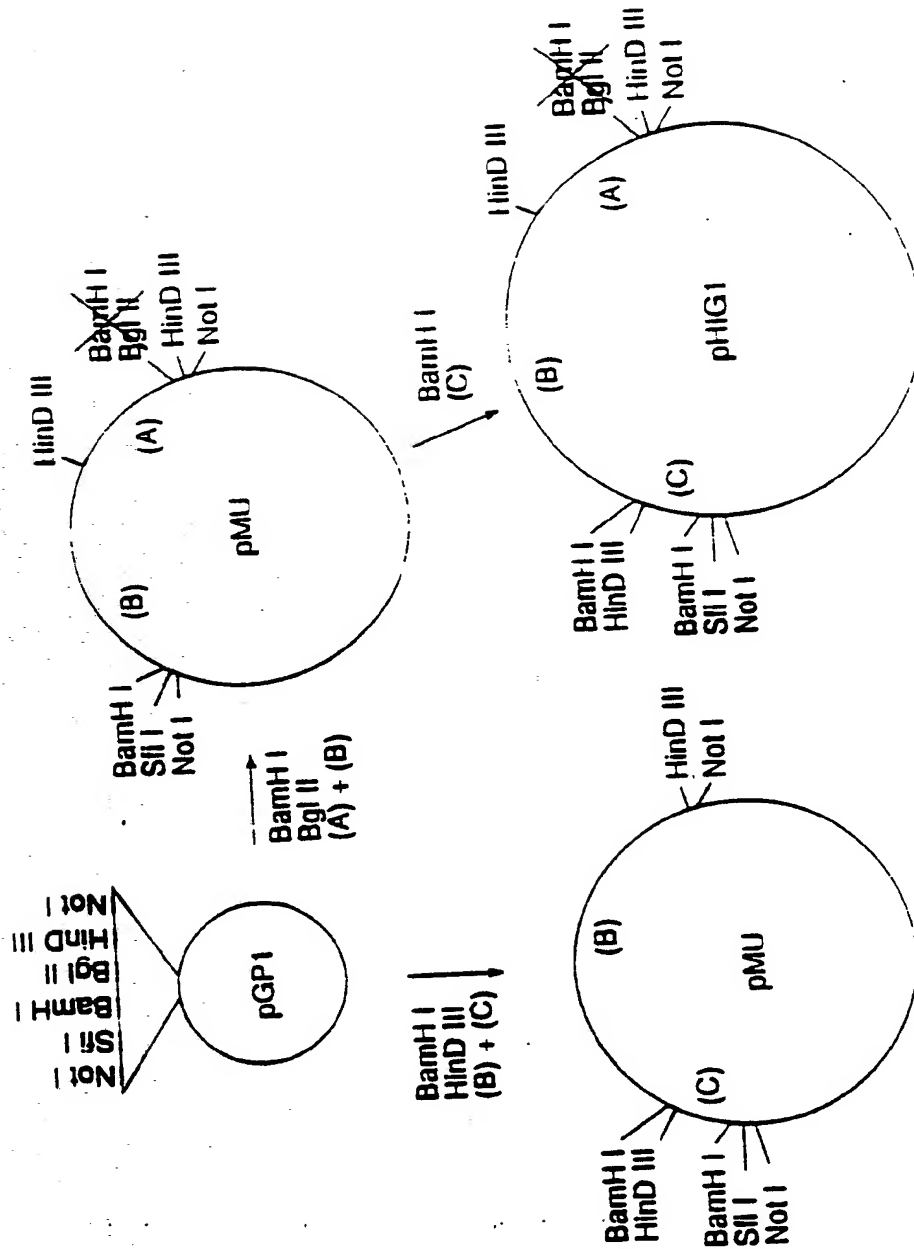 Not I
Sfi I
BamH I
Bgl II
HinD III
Not I
pGP1
BamH I
Bgl II
(A) + (B)
BamH I
Sfi I
Not I
(B)
HinD III
(A)
BamH I
Bgl II
HinD III
Not I
pMU
BamH I
HinD III
(B) + (C)
BamH I
HinD III
(C)
BamH I
Sfi I
Not I
(B)
HinD III
Not I
pMU
BamH I
(C)
BamH I
HinD III
(C)
BamH I
Sfi I
Not I
(B)
HinD III
(A)
BamH I
Bgl II
HinD III
Not I
pHIG1